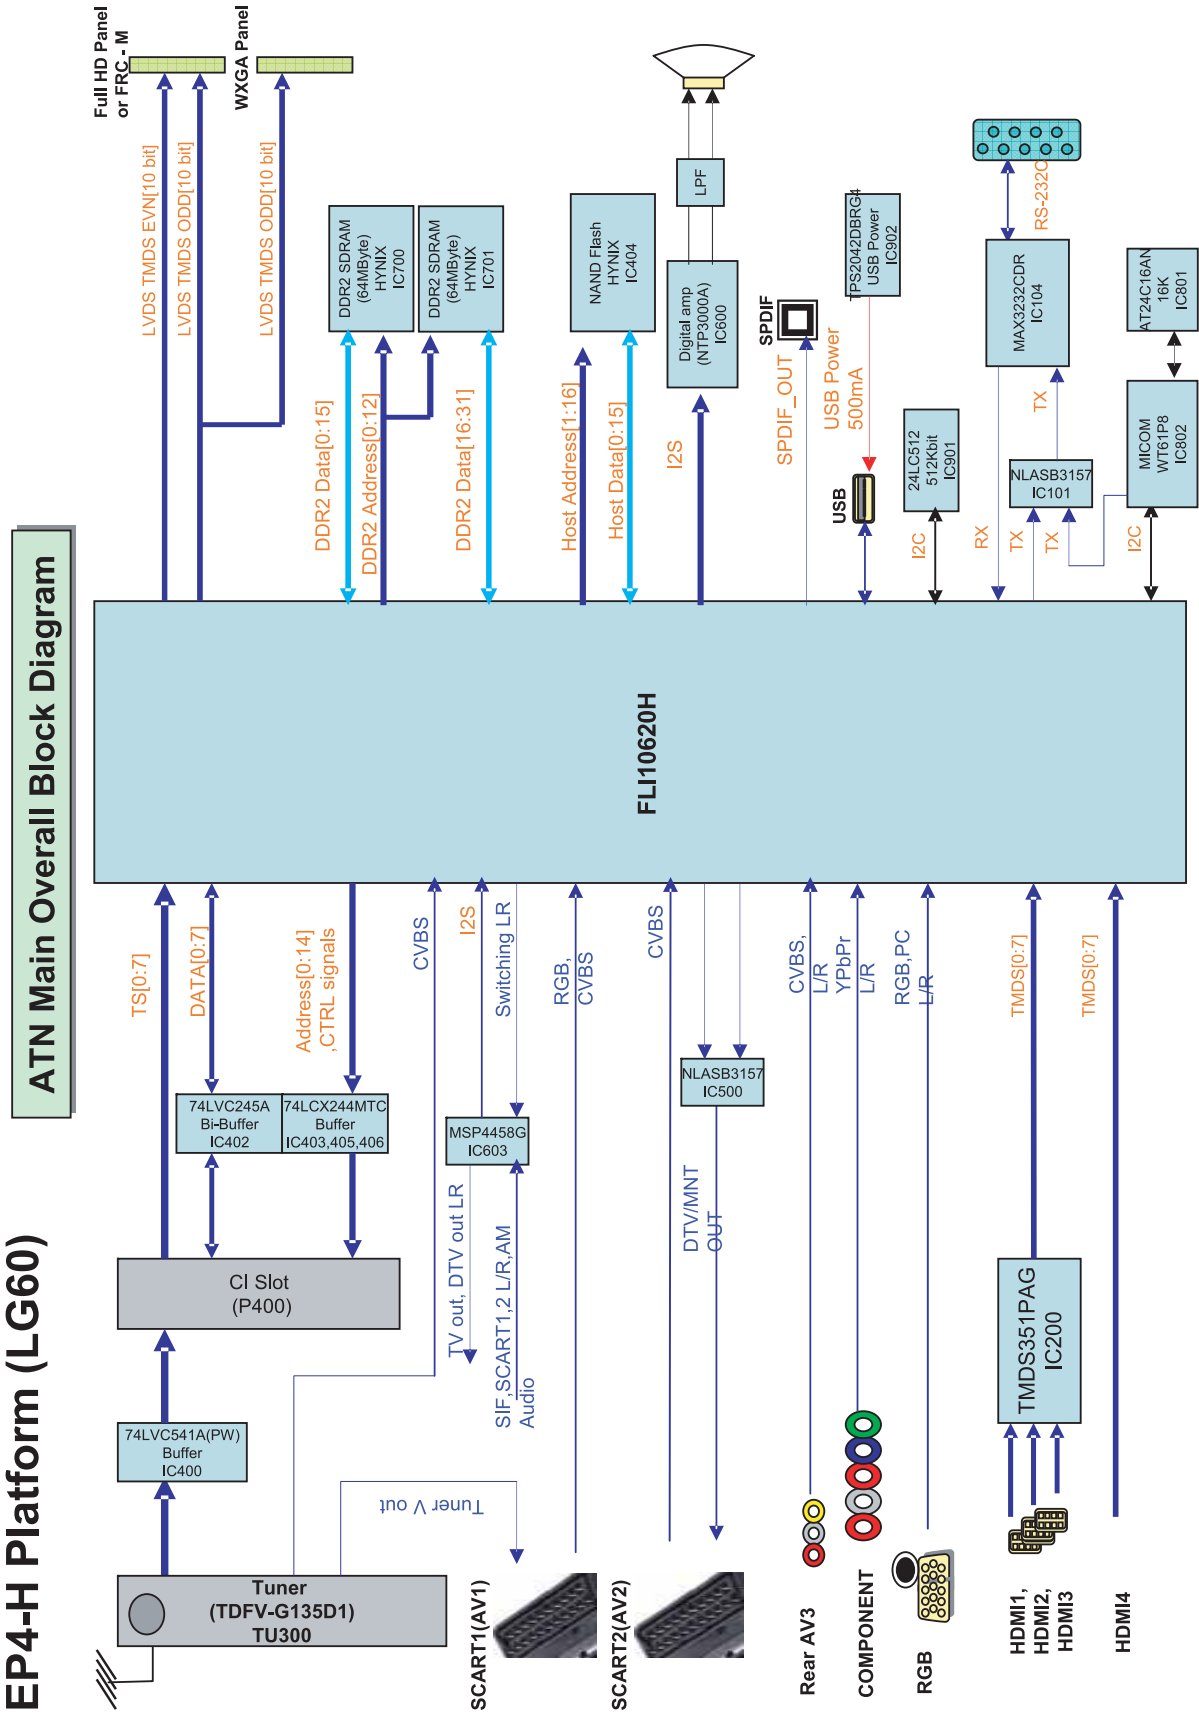 EP4-H Platform (LG60)
ATN Main Overall Block Diagram
Full HD Panel
or FRC - M
WXGA Panel
LVDS TMDS EVN[10 bit]
LVDS TMDS ODD[10 bit]
LVDS TMDS ODD[10 bit]
DDR2 SDRAM
(64MByte)
HYNIX
IC700
DDR2 SDRAM
(64MByte)
HYNIX
IC701
DDR2 Data[0:15]
DDR2 Address[0:12]
DDR2 Data[16:31]
NAND Flash
HYNIX
IC404
Host Address[1:16]
Host Data[0:15]
LPF
Digital amp
(NTP3000A)
IC600
I2S
SPDIF
SPDIF_OUT
TPS2042DBRG4
USB Power
IC902
USB Power
500mA
USB
24LC512
512Kbit
IC901
I2C
RS-232C
MAX3232CDR
IC104
RX
TX
NLASB3157
IC101
TX
TX
AT24C16AN
16K
IC801
MICOM
WT61P8
IC802
I2C
FLI10620H
TS[0:7]
DATA[0:7]
Address[0:14]
,CTRL signals
CVBS
I2S
Switching LR
RGB,
CVBS
CVBS
CVBS,
L/R
YPbPr
L/R
RGB,PC
L/R
TMDS[0:7]
TMDS[0:7]
74LVC245A
Bi-Buffer
IC402
74LCX244MTC
Buffer
IC403,405,406
MSP4458G
IC603
NLASB3157
IC500
CI Slot
(P400)
TV out, DTV out LR
SIF,SCART1,2 L/R,AM
Audio
DTV/MNT
OUT
TMDS351PAG
IC200
74LVC541A(PW)
Buffer
IC400
Tuner V out
Tuner
(TDFV-G135D1)
TU300
SCART1(AV1)
SCART2(AV2)
Rear AV3
COMPONENT
RGB
HDMI1,
HDMI2,
HDMI3
HDMI4